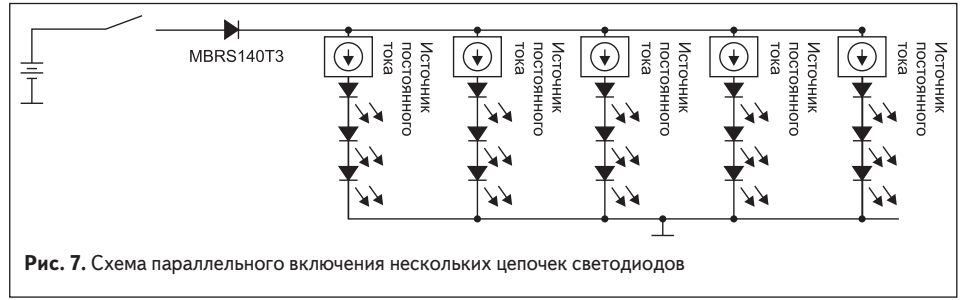 MBRS140T3
Источник
постоянного
тока
Источник
постоянного
тока
Источник
постоянного
тока
Источник
постоянного
тока
Источник
постоянного
тока
Рис. 7. Схема параллельного включения нескольких цепочек светодиодов